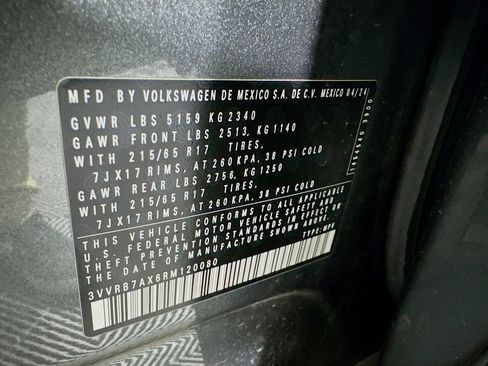 MFD BY VOLKSWAGEN DE MEXICO S.A. DE C.V. MEXICO 04/24
GVWR LBS 5159 KG 2340
GAWR FRONT LBS 2513, KG 1140
WITH 215/65 R17 TIRES.
7JX17 RIMS, AT 260 KPA, 38 PSI COLD
GAWR REAR LBS 2756, KG 1250
WITH 215/65 R17 TIRES.
7JX17 RIMS, AT 260 KPA, 38 PSI COLD
THIS VEHICLE CONFORMS TO ALL APPLICABLE
U.S. FEDERAL MOTOR VEHICLE SAFETY AND
THEFT PREVENTION STANDARDS IN EFFECT ON
DATE OF MANUFACTURE SHOWN ABOVE.
3VVRB7AX6RM120080 TYPE: MPV